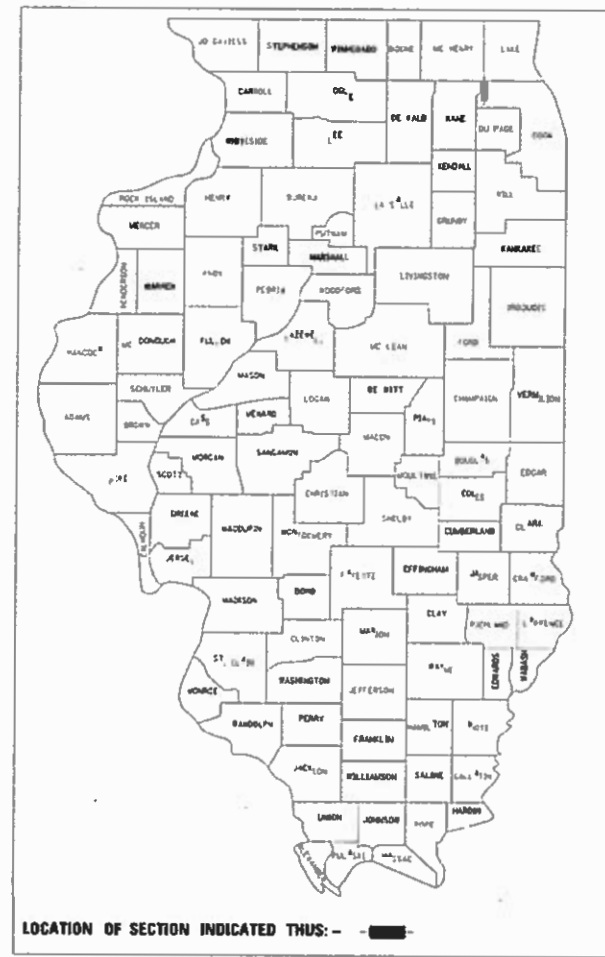 STEPHENSON WINNEBAGO BOONE MC HENRY LAKE
CARROLL OGLE
DE KALB KANE DU PAGE COOK
LEE
KENDALL
WILL
ROCK ISLAND HENRY BUREAU LA SALLE
GRUNDY
MERCER PUTNAM
STARK MARSHALL KANKAKEE
HENDERSON WARREN KNOX LIVINGSTON
PEORIA WOODFORD IROQUOIS
FORD
HANCOCK MC DONOUGH FULTON MC LEAN
MASON
SCHUYLER LOGAN DE WITT CHAMPAIGN VERMILION
ADAMS BROWN CASS MENARD PIATT
MACON
MORGAN SANGAMON DOUGLAS
PIKE SCOTT MOULTRIE EDGAR
CHRISTIAN COLES
GREENE SHELBY
CALHOUN MACOUPIN CUMBERLAND CLARK
JERSEY
FAYETTE EFFINGHAM JASPER CRAWFORD
MADISON BOND
CLAY RICHLAND LAWRENCE
CLINTON MARION
ST. CLAIR WAYNE EDWARDS WABASH
WASHINGTON JEFFERSON
MONROE
RANDOLPH PERRY HAMILTON WHITE
FRANKLIN
JACKSON WILLIAMSON SALINE GALLATIN
HARDIN
UNION JOHNSON POPE
ALEXANDER PULASKI MASSAC
LOCATION OF SECTION INDICATED THUS: -